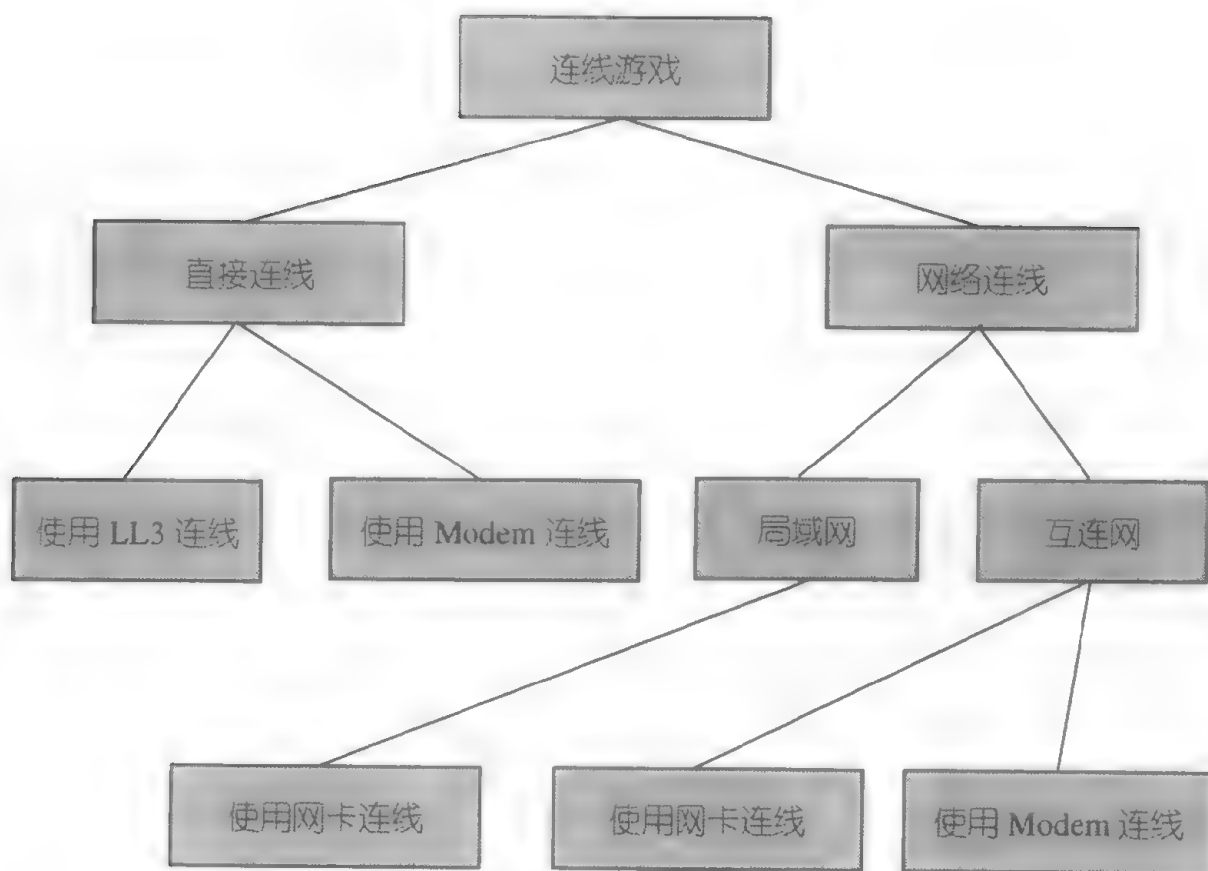 连线游戏
直接连线
网络连线
使用 LL3 连线
使用 Modem 连线
局域网
互连网
使用网卡连线
使用网卡连线
使用 Modem 连线